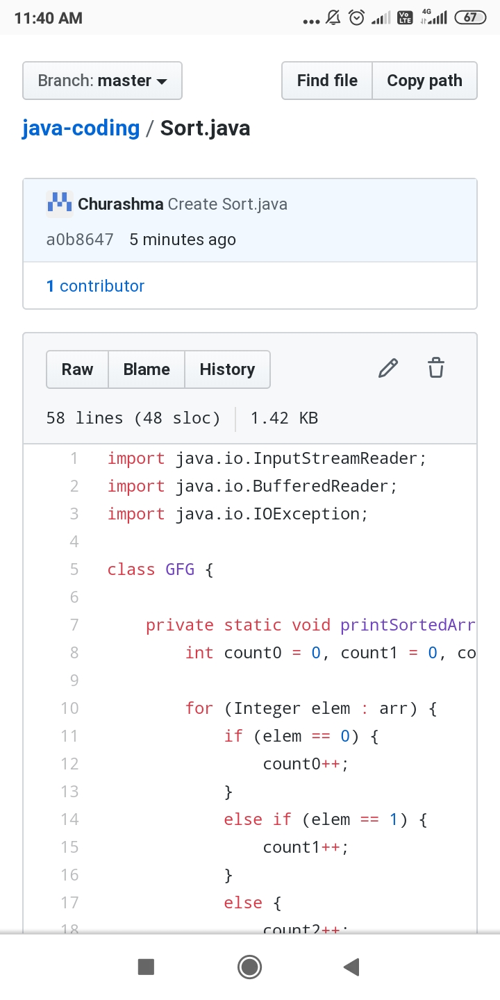 11:40 AM
Vo LTE 4G 67
Branch: master
Find file Copy path
java-coding / Sort.java
Churashma Create Sort.java
a0b8647 5 minutes ago
1 contributor
Raw Blame History
58 lines (48 sloc) 1.42 KB
1 import java.io.InputStreamReader;
2 import java.io.BufferedReader;
3 import java.io.IOException;
4
5 class GFG {
6
7 private static void printSortedArr
8 int count0 = 0, count1 = 0, co
9
10 for (Integer elem : arr) {
11 if (elem == 0) {
12 count0++;
13 }
14 else if (elem == 1) {
15 count1++;
16 }
17 else {
18 count2++;